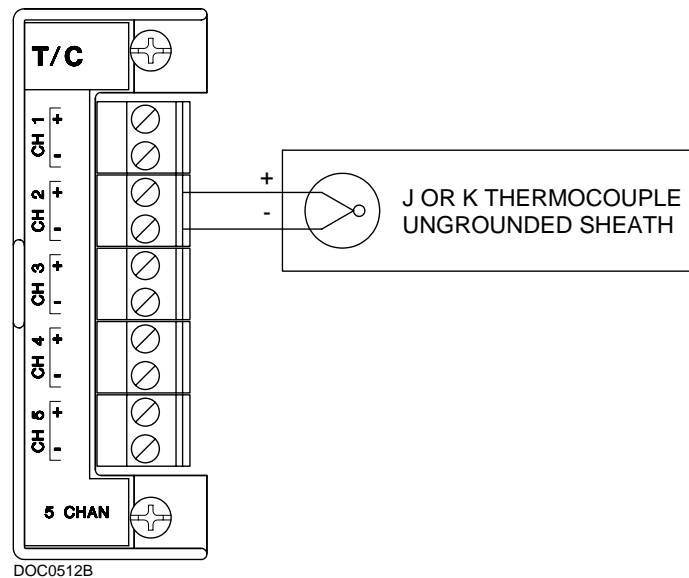 T/C
CH 1 + -
CH 2 + -
+
-
J OR K THERMOCOUPLE
UNGROUNDED SHEATH
CH 3 + -
CH 4 + -
CH 5 + -
5 CHAN
DOC0512B